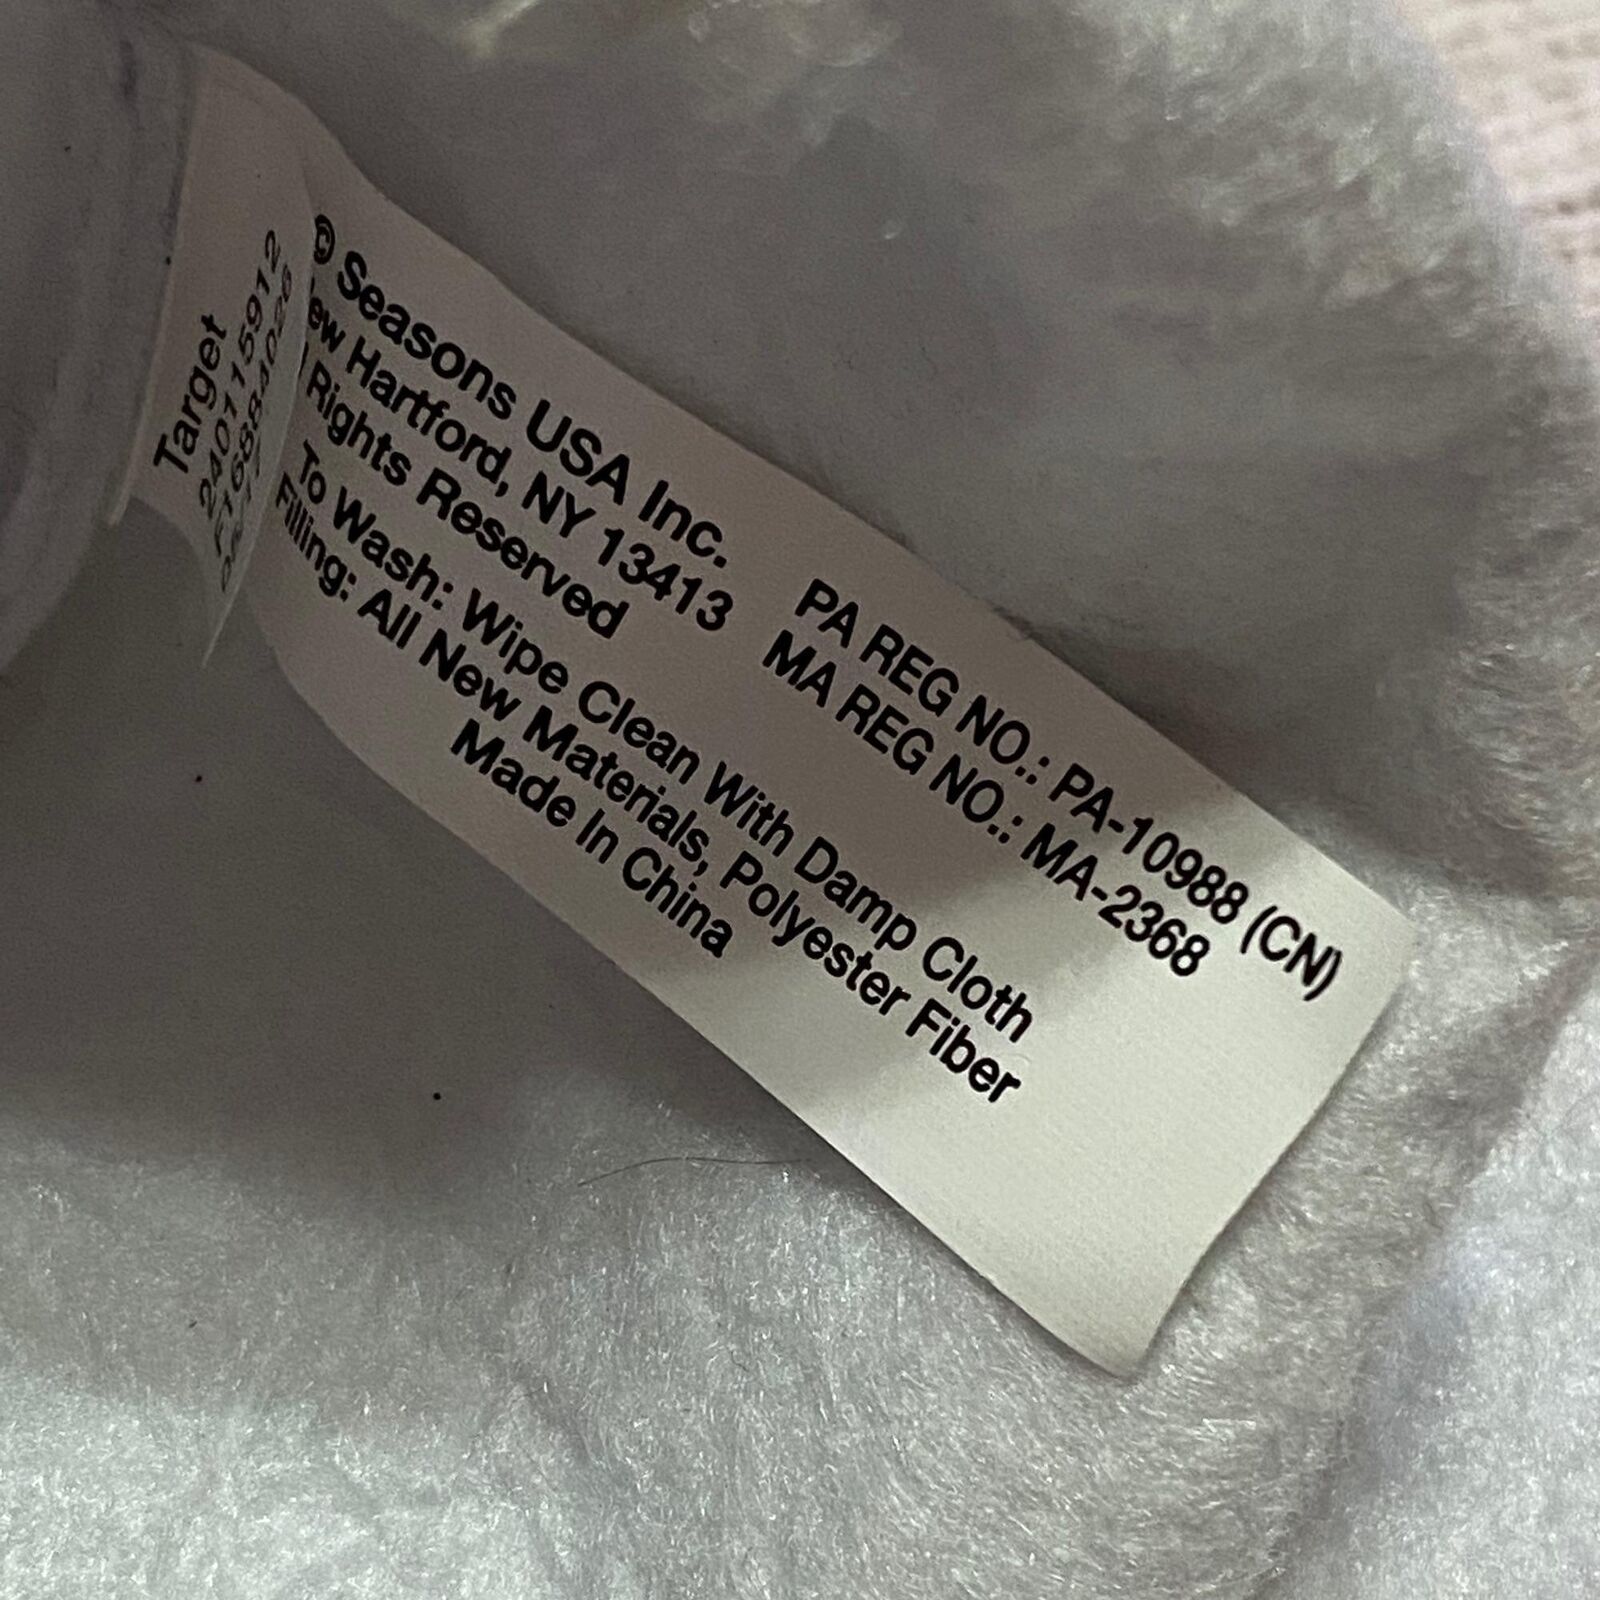 © Seasons USA Inc.
ew Hartford, NY 13413
Rights Reserved
PA REG NO.: PA-10988 (CN)
MA REG NO.: MA-2368
To Wash: Wipe Clean With Damp Cloth
Filling: All New Materials, Polyester Fiber
Made In China
Target
240115912